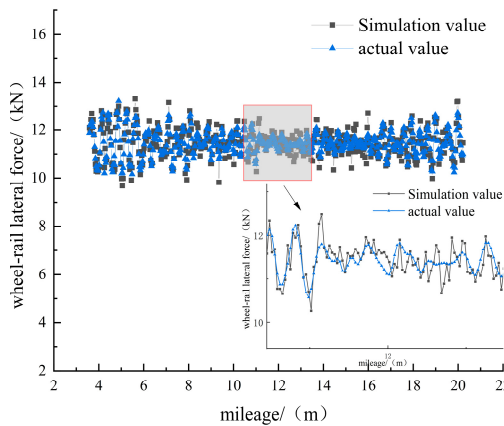 Simulation value
actual value
wheel-rail lateral force/ (kN)
16
14
12
10
8
6
4
2
2
4
6
8
10
12
14
16
18
20
22
mileage/（m）
Simulation value
actual value
wheel-rail lateral force/ (kN)
12
10
12
mileage/（m）